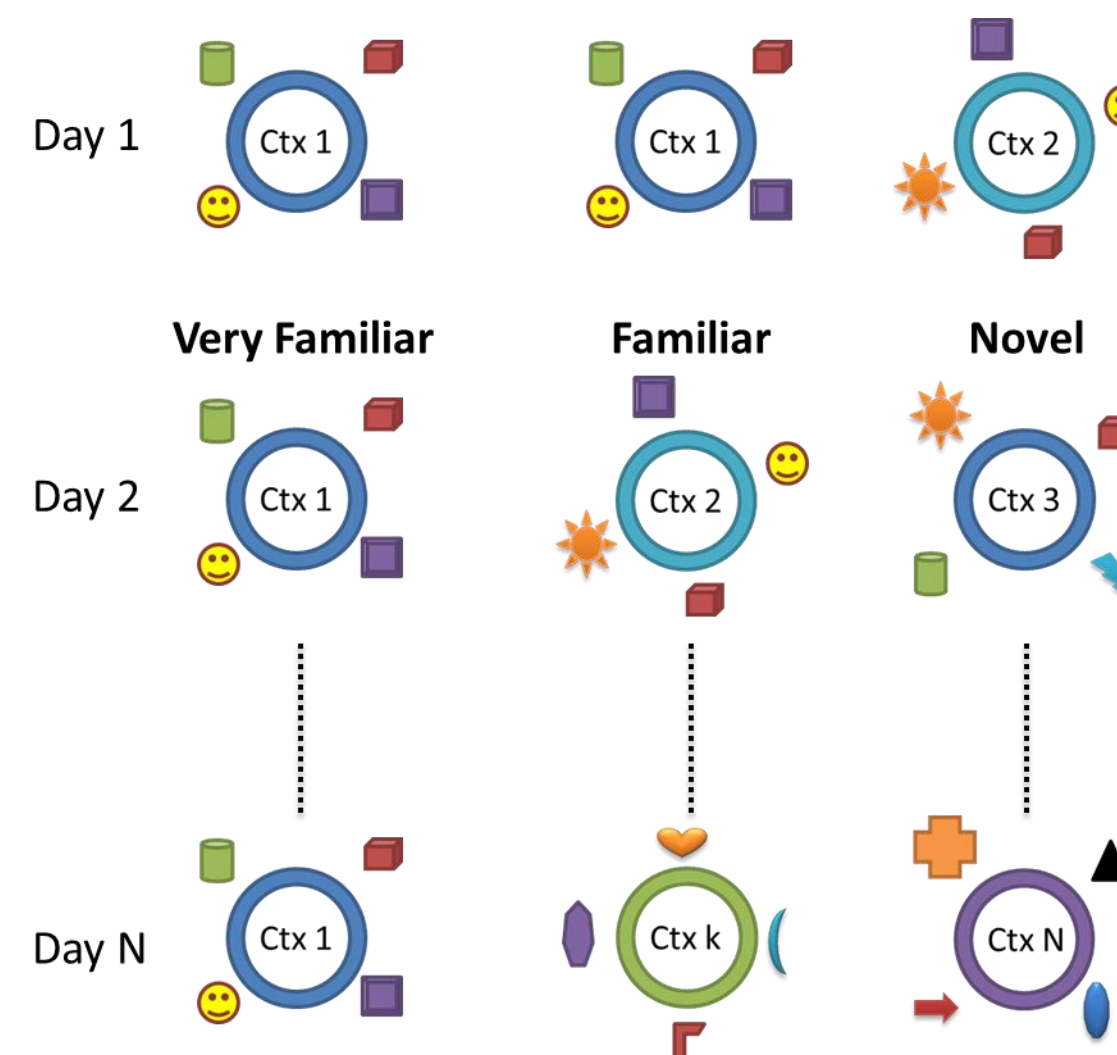 Day 1
Ctx 1
Ctx 1
Ctx 2
Very Familiar
Familiar
Novel
Day 2
Ctx 1
Ctx 2
Ctx 3
Day N
Ctx 1
Ctx k
Ctx N